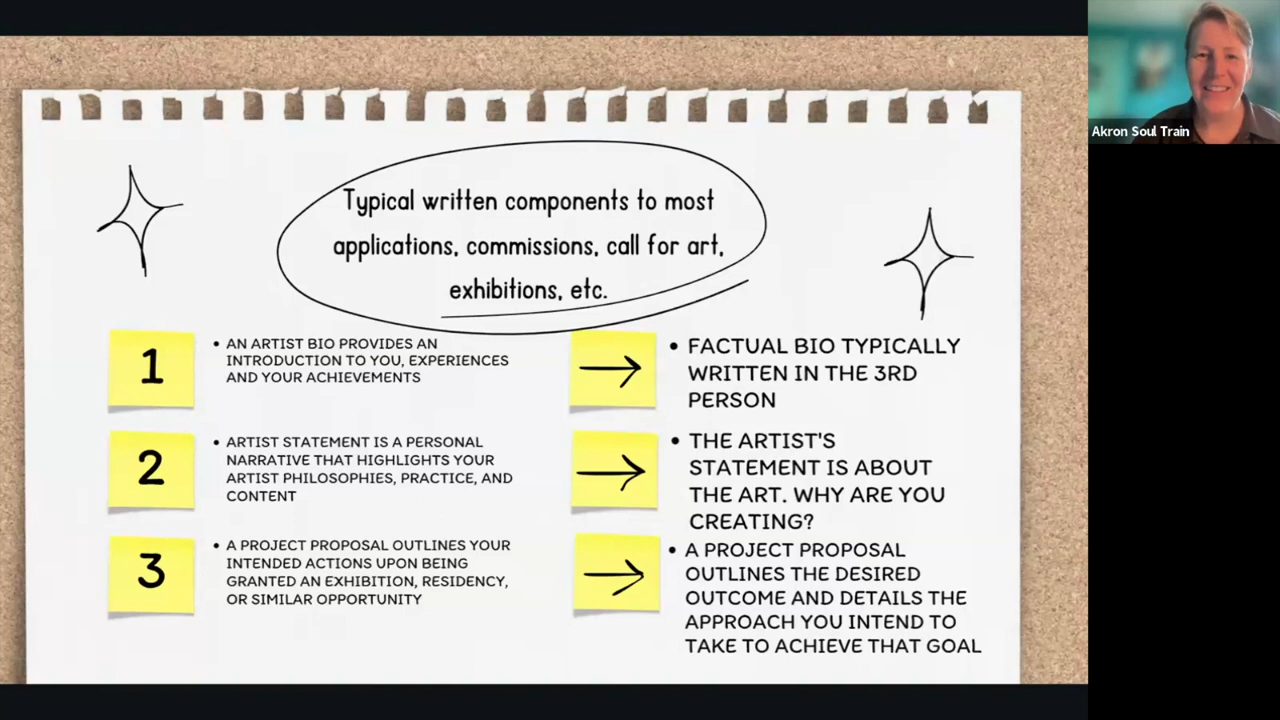 Akron Soul Train
Typical written components to most
applications, commissions, call for art,
exhibitions, etc.
1
• AN ARTIST BIO PROVIDES AN
INTRODUCTION TO YOU, EXPERIENCES
AND YOUR ACHIEVEMENTS
• FACTUAL BIO TYPICALLY
WRITTEN IN THE 3RD
PERSON
2
• ARTIST STATEMENT IS A PERSONAL
NARRATIVE THAT HIGHLIGHTS YOUR
ARTIST PHILOSOPHIES, PRACTICE, AND
CONTENT
• THE ARTIST'S
STATEMENT IS ABOUT
THE ART. WHY ARE YOU
CREATING?
3
• A PROJECT PROPOSAL OUTLINES YOUR
INTENDED ACTIONS UPON BEING
GRANTED AN EXHIBITION, RESIDENCY,
OR SIMILAR OPPORTUNITY
• A PROJECT PROPOSAL
OUTLINES THE DESIRED
OUTCOME AND DETAILS THE
APPROACH YOU INTEND TO
TAKE TO ACHIEVE THAT GOAL